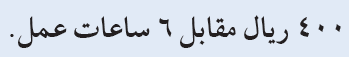 ٤٠٠ ريال مقابل ٦ ساعات عمل.